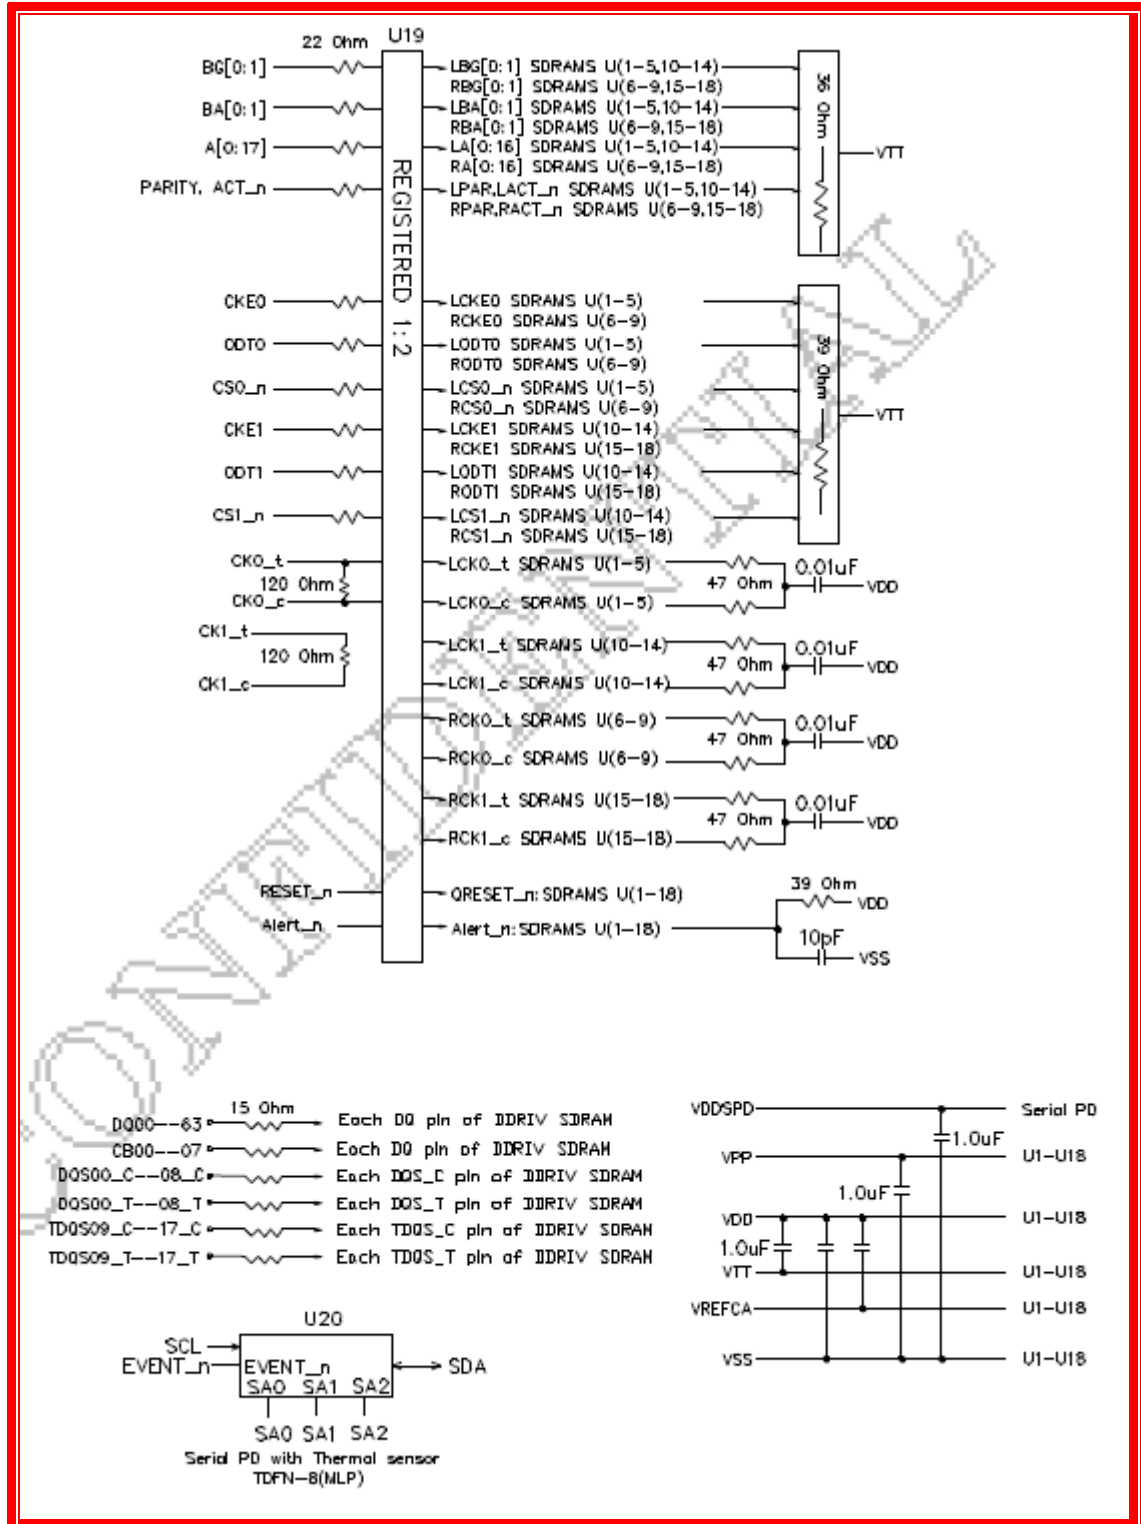 22 Ohm U19
BG[0:1] LBG[0:1] SDRAMS U(1-5,10-14)
RBG[0:1] SDRAMS U(6-9,15-18)
BA[0:1] LBA[0:1] SDRAMS U(1-5,10-14)
RBA[0:1] SDRAMS U(6-9,15-18)
A[0:17] LA[0:16] SDRAMS U(1-5,10-14)
RA[0:16] SDRAMS U(6-9,15-18)
PARITY, ACT_n LPAR,LACT_n SDRAMS U(1-5,10-14)
RPAR,RACT_n SDRAMS U(6-9,15-18)
36 Ohm
VTT
REGISTERED 1:2
CKE0 LCKE0 SDRAMS U(1-5)
RCKE0 SDRAMS U(6-9)
ODT0 LODT0 SDRAMS U(1-5)
RODT0 SDRAMS U(6-9)
CS0_n LCS0_n SDRAMS U(1-5)
RCS0_n SDRAMS U(6-9)
CKE1 LCKE1 SDRAMS U(10-14)
RCKE1 SDRAMS U(15-18)
ODT1 LODT1 SDRAMS U(10-14)
RODT1 SDRAMS U(15-18)
CS1_n LCS1_n SDRAMS U(10-14)
RCS1_n SDRAMS U(15-18)
39 Ohm
VTT
CK0_t LCK0_t SDRAMS U(1-5) 0.01uF
120 Ohm 47 Ohm VDD
CK0_c LCK0_c SDRAMS U(1-5)
CK1_t LCK1_t SDRAMS U(10-14) 0.01uF
120 Ohm 47 Ohm VDD
CK1_c LCK1_c SDRAMS U(10-14)
RCK0_t SDRAMS U(6-9) 0.01uF
47 Ohm VDD
RCK0_c SDRAMS U(6-9)
RCK1_t SDRAMS U(15-18) 0.01uF
47 Ohm VDD
RCK1_c SDRAMS U(15-18)
RESET_n QRESET_n:SDRAMS U(1-18)
39 Ohm VDD
Alert_n Alert_n:SDRAMS U(1-18)
10pF VSS
CONFIDENTIAL
15 Ohm
DQ00--63 Each DQ pin of DDRIV SDRAM
CB00--07 Each DQ pin of DDRIV SDRAM
DQS00_C--08_C Each DQS_C pin of DDRIV SDRAM
DQS00_T--08_T Each DQS_T pin of DDRIV SDRAM
TDQS09_C--17_C Each TDQS_C pin of DDRIV SDRAM
TDQS09_T--17_T Each TDQS_T pin of DDRIV SDRAM
VDDSPD Serial PD
1.0uF
VPP U1-U18
1.0uF
VDD U1-U18
1.0uF
VTT U1-U18
VREFCA U1-U18
VSS U1-U18
U20
SCL
EVENT_n EVENT_n SDA
SA0 SA1 SA2
SA0 SA1 SA2
Serial PD with Thermal sensor
TDFN-8(MLP)